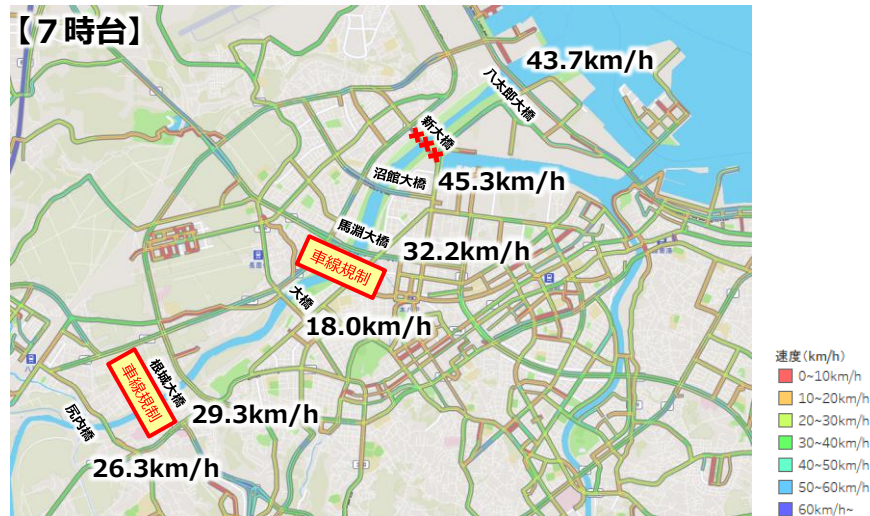 【７時台】
43.7km/h
八太郎大橋
新大橋
45.3km/h
沼館大橋
馬淵大橋
32.2km/h
車線規制
大橋
18.0km/h
車線規制
根城大橋
29.3km/h
尻内橋
26.3km/h
速度(km/h)
0~10km/h
10~20km/h
20~30km/h
30~40km/h
40~50km/h
50~60km/h
60km/h~